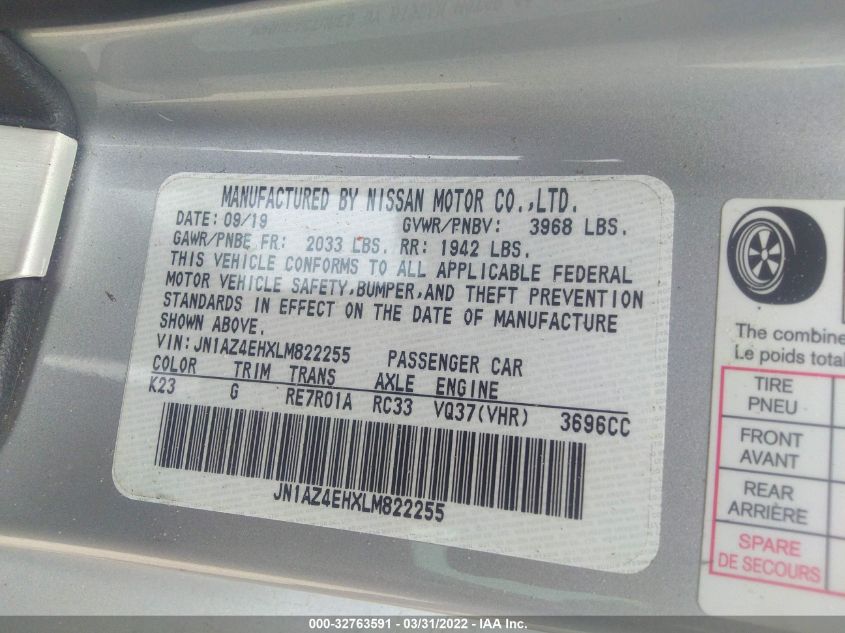 MANUFACTURED BY NISSAN MOTOR CO.,LTD.
DATE: 09/19 GVWR/PNBV: 3968 LBS.
GAWR/PNBE FR: 2033 LBS. RR: 1942 LBS.
THIS VEHICLE CONFORMS TO ALL APPLICABLE FEDERAL
MOTOR VEHICLE SAFETY,BUMPER,AND THEFT PREVENTION
STANDARDS IN EFFECT ON THE DATE OF MANUFACTURE
SHOWN ABOVE.
VIN: JN1AZ4EHXLM822255 PASSENGER CAR
COLOR TRIM TRANS AXLE ENGINE
K23 G RE7R01A RC33 VQ37(VHR) 3696CC
JN1AZ4EHXLM822255
The combine
Le poids total
TIRE
PNEU
FRONT
AVANT
REAR
ARRIÈRE
SPARE
DE SECOURS
000-32763591 - 03/31/2022 - © IAA, Inc.